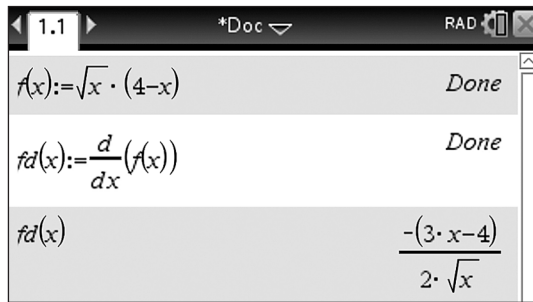 1.1 *Doc RAD
f(x):=√x · (4−x) Done
fd(x):=d/dx(f(x)) Done
fd(x) -(3·x−4)/2·√x